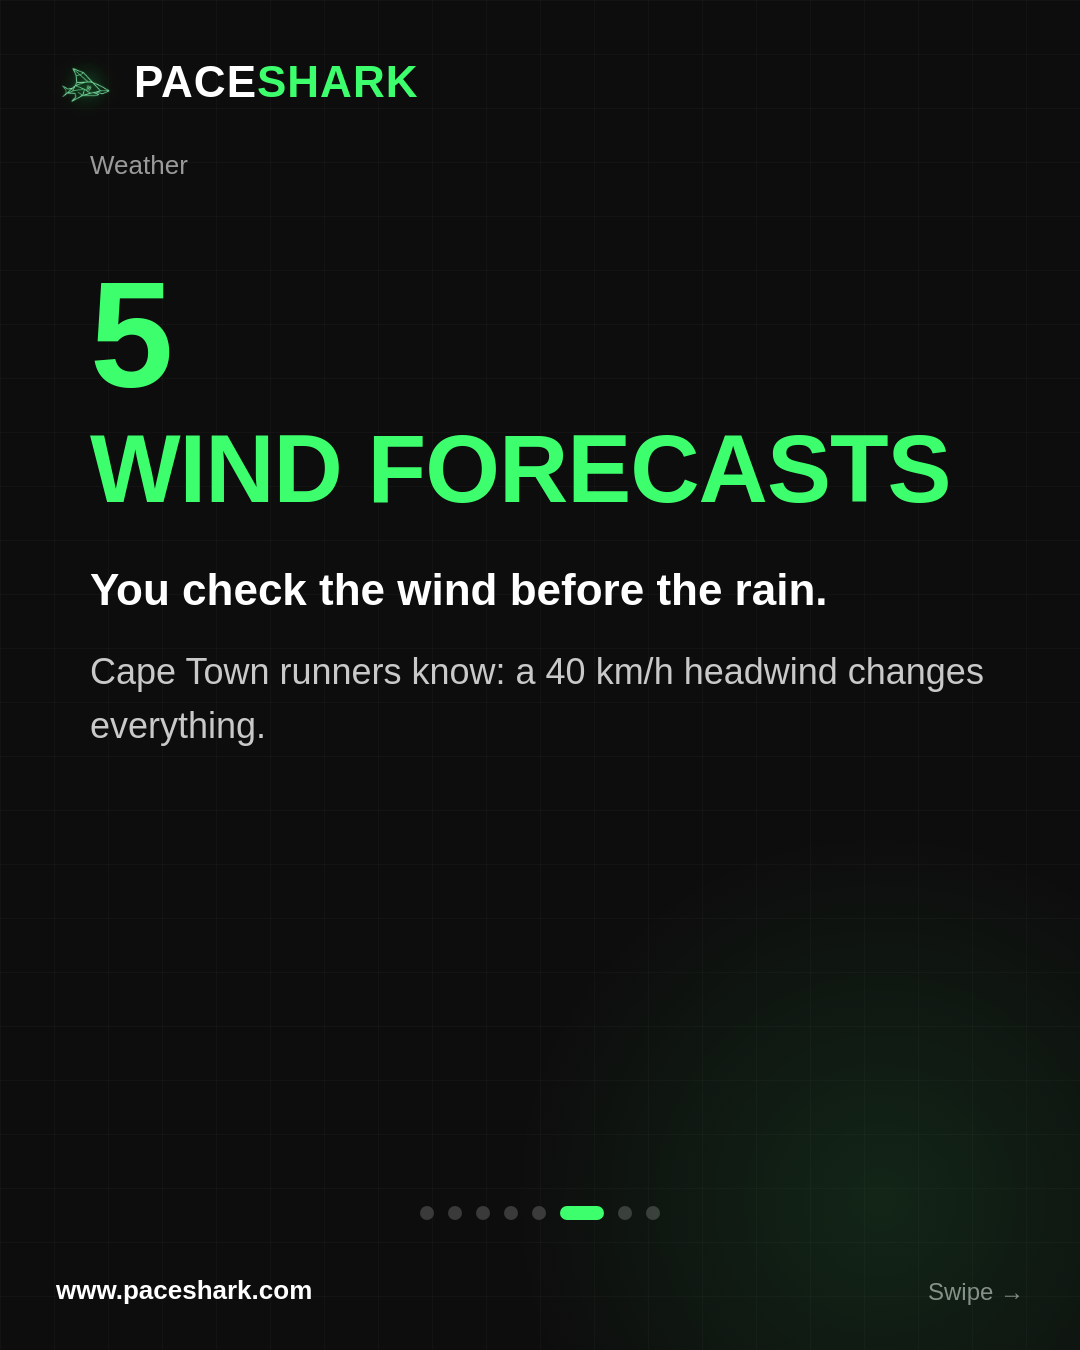 PACESHARK
Weather
5
WIND FORECASTS
You check the wind before the rain.
Cape Town runners know: a 40 km/h headwind changes
everything.
www.paceshark.com
Swipe →